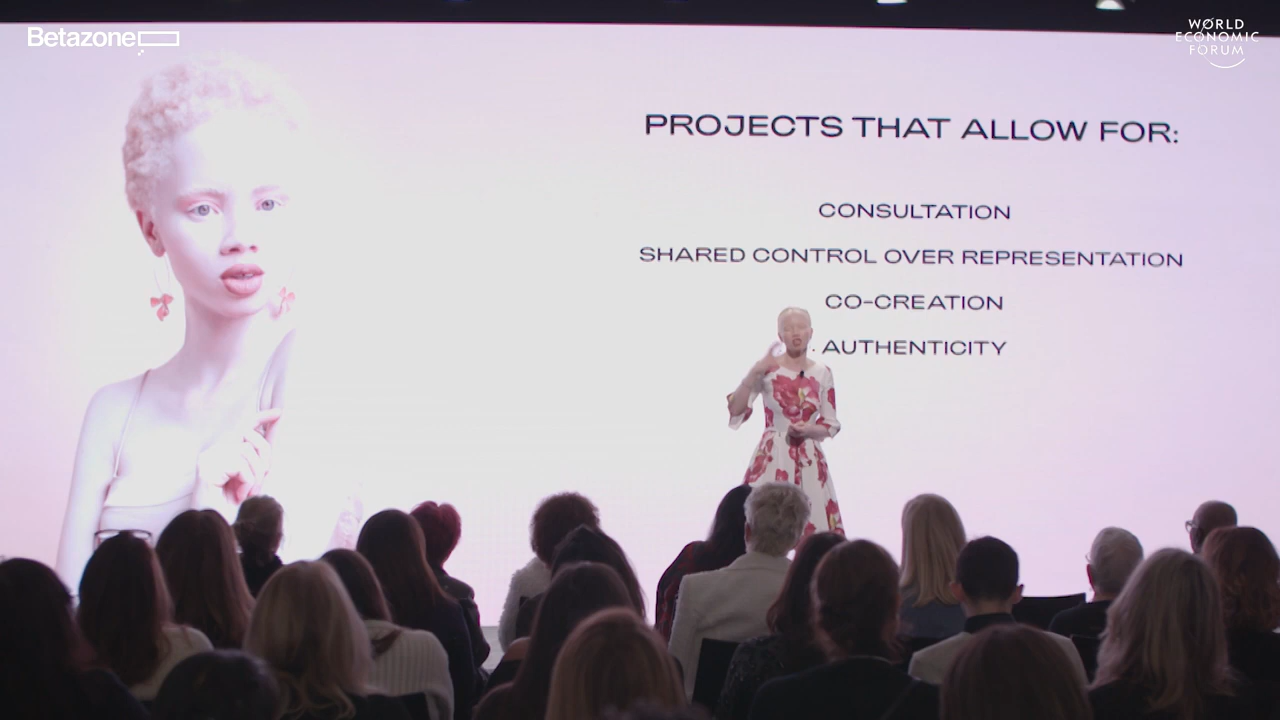 Betazone
WORLD
ECONOMIC
FORUM
PROJECTS THAT ALLOW FOR:
CONSULTATION
SHARED CONTROL OVER REPRESENTATION
CO-CREATION
AUTHENTICITY